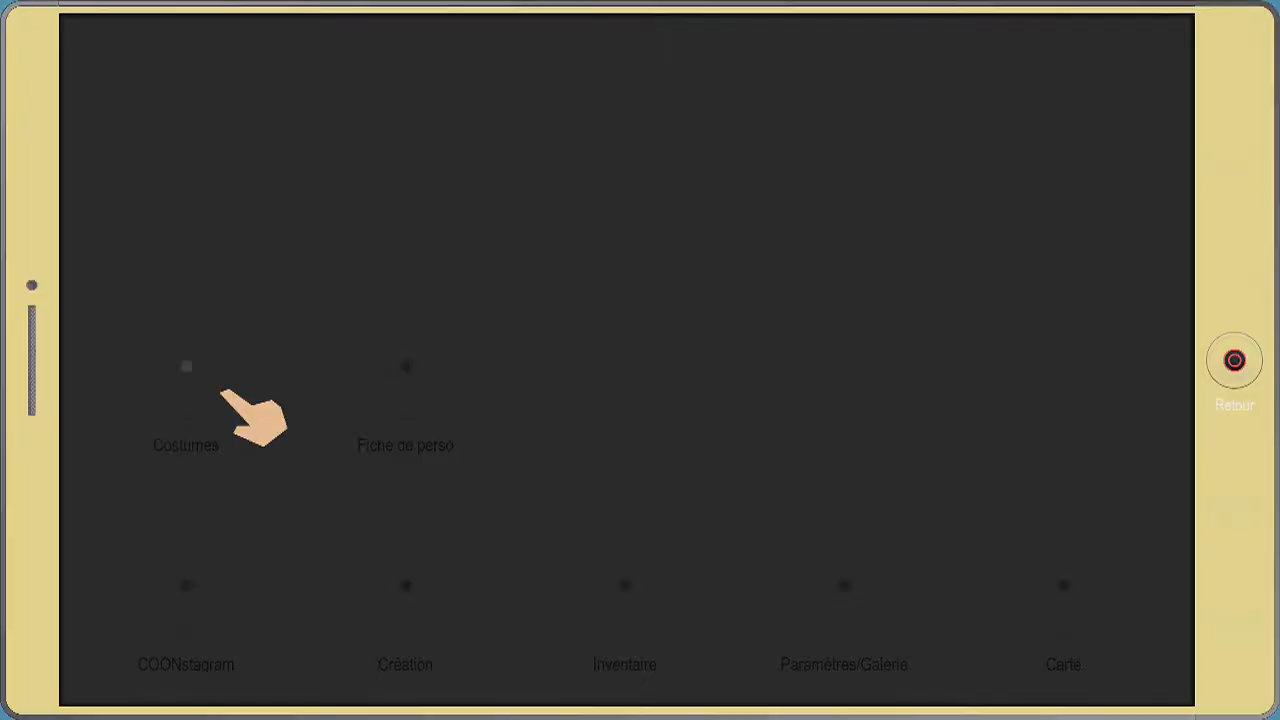 Retour
Costumes
Fiche de perso
COONstagram
Création
Inventaire
Paramètres/Galerie
Carte